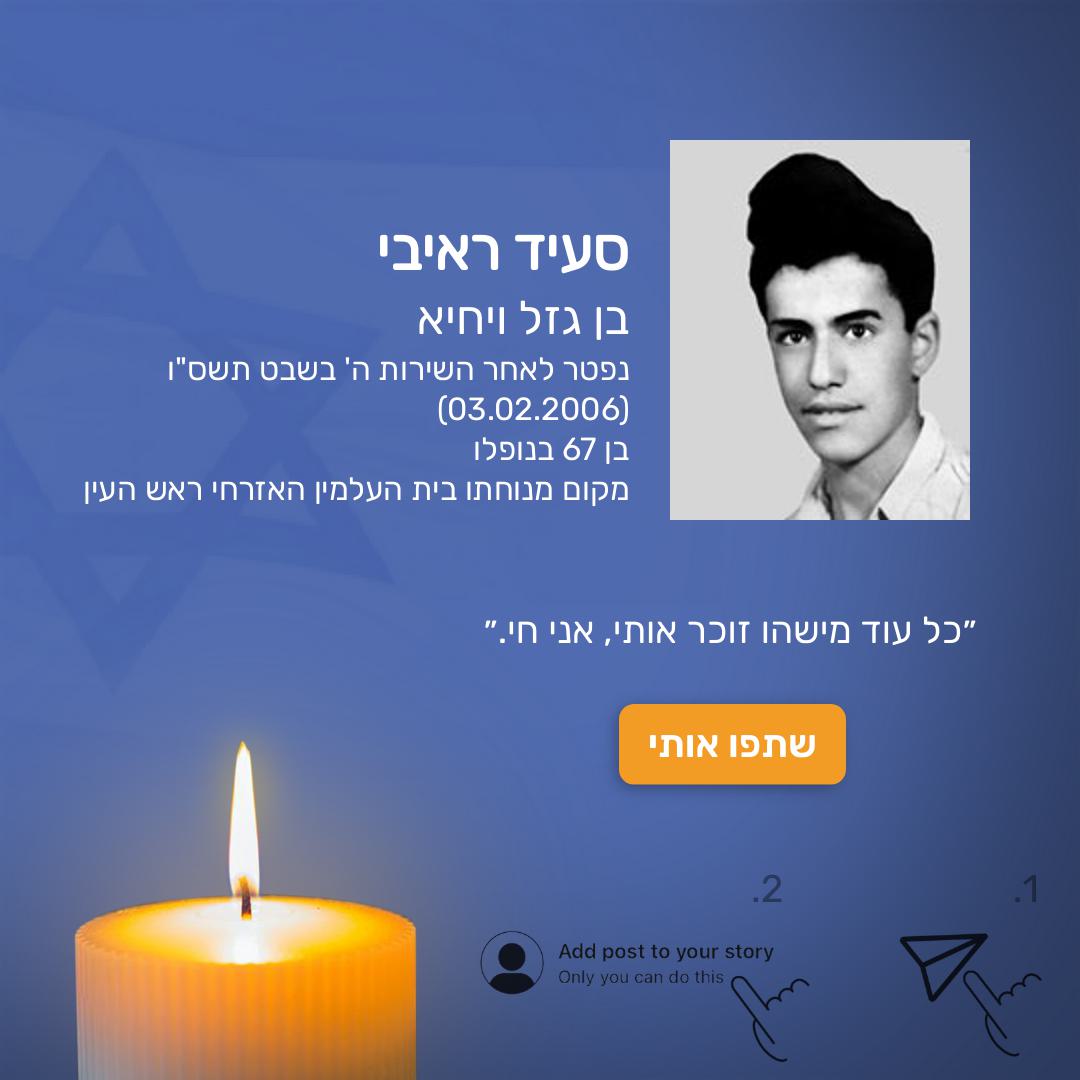 סעיד ראיבי
בן גזל ויחיא
נפטר לאחר השירות ה' בשבט תשס"ו
(03.02.2006)
בן 67 בנופלו
מקום מנוחתו בית העלמין האזרחי ראש העין
״כל עוד מישהו זוכר אותי, אני חי.״
שתפו אותי
.1
.2
Add post to your story
Only you can do this